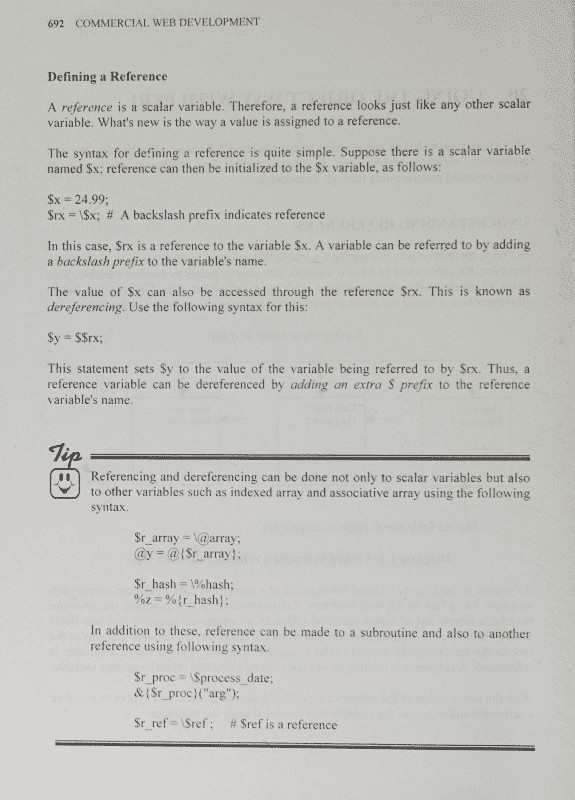 692 COMMERCIAL WEB DEVELOPMENT
Defining a Reference
A reference is a scalar variable. Therefore, a reference looks just like any other scalar
variable. What's new is the way a value is assigned to a reference.
The syntax for defining a reference is quite simple. Suppose there is a scalar variable
named $x; reference can then be initialized to the $x variable, as follows:
$x = 24.99;
$rx = \$x; # A backslash prefix indicates reference
In this case, $rx is a reference to the variable $x. A variable can be referred to by adding
a backslash prefix to the variable's name.
The value of $x can also be accessed through the reference $rx. This is known as
dereferencing. Use the following syntax for this:
$y = $$rx;
This statement sets $y to the value of the variable being referred to by $rx. Thus, a
reference variable can be dereferenced by adding an extra $ prefix to the reference
variable's name.
Tip
Referencing and dereferencing can be done not only to scalar variables but also
to other variables such as indexed array and associative array using the following
syntax.
$r_array = \@array;
@y = @{$r_array};
$r_hash = \%hash;
%z = %{r_hash};
In addition to these, reference can be made to a subroutine and also to another
reference using following syntax.
$r_proc = \$process_date;
&{$r_proc}("arg");
$r_ref = \$ref ; # $ref is a reference